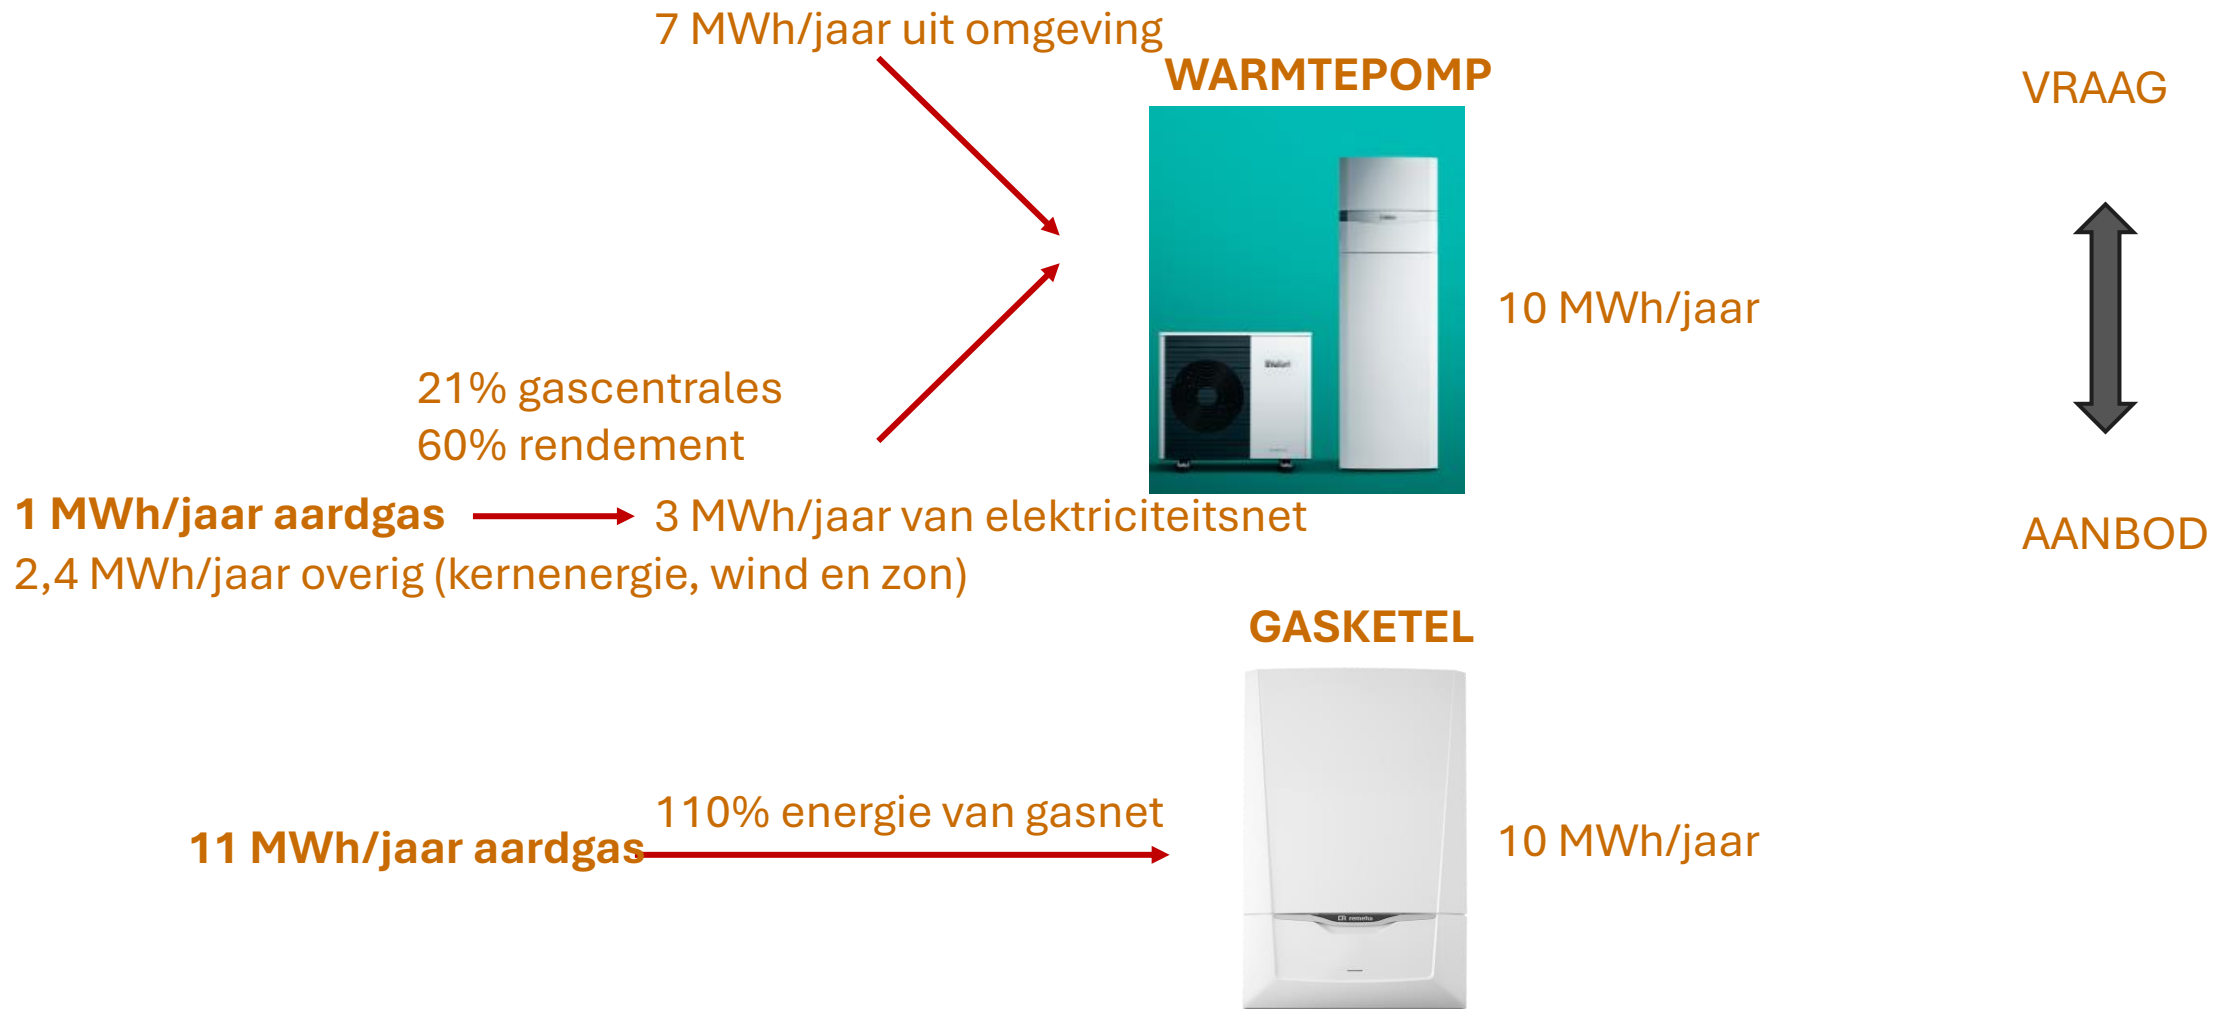 7 MWh/jaar uit omgeving
WARMTEPOMP
VRAAG
10 MWh/jaar
21% gascentrales
60% rendement
1 MWh/jaar aardgas
3 MWh/jaar van elektriciteitsnet
AANBOD
2,4 MWh/jaar overig (kernenergie, wind en zon)
GASKETEL
110% energie van gasnet
11 MWh/jaar aardgas
10 MWh/jaar
remeha